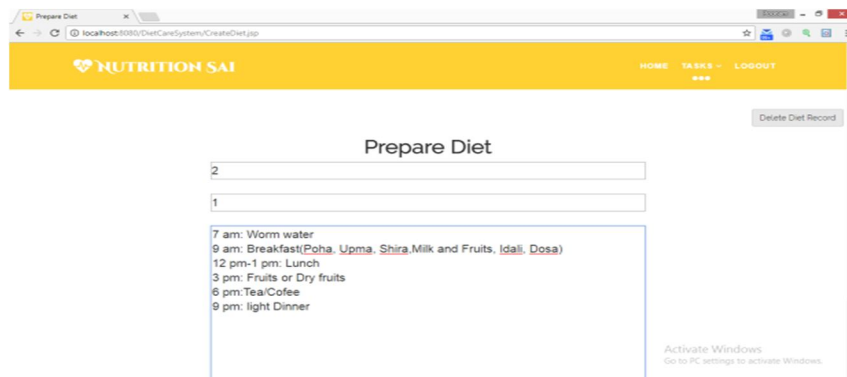 Prepare Diet
localhost:8080/DietCareSystem/CreateDiet.jsp
NUTRITION SAI
HOME TASKS LOGOUT
Delete Diet Record
Prepare Diet
2
1
7 am: Worm water
9 am: Breakfast(Poha, Upma, Shira,Milk and Fruits, Idali, Dosa)
12 pm-1 pm: Lunch
3 pm: Fruits or Dry fruits
6 pm:Tea/Cofee
9 pm: light Dinner
Activate Windows
Go to PC settings to activate Windows.